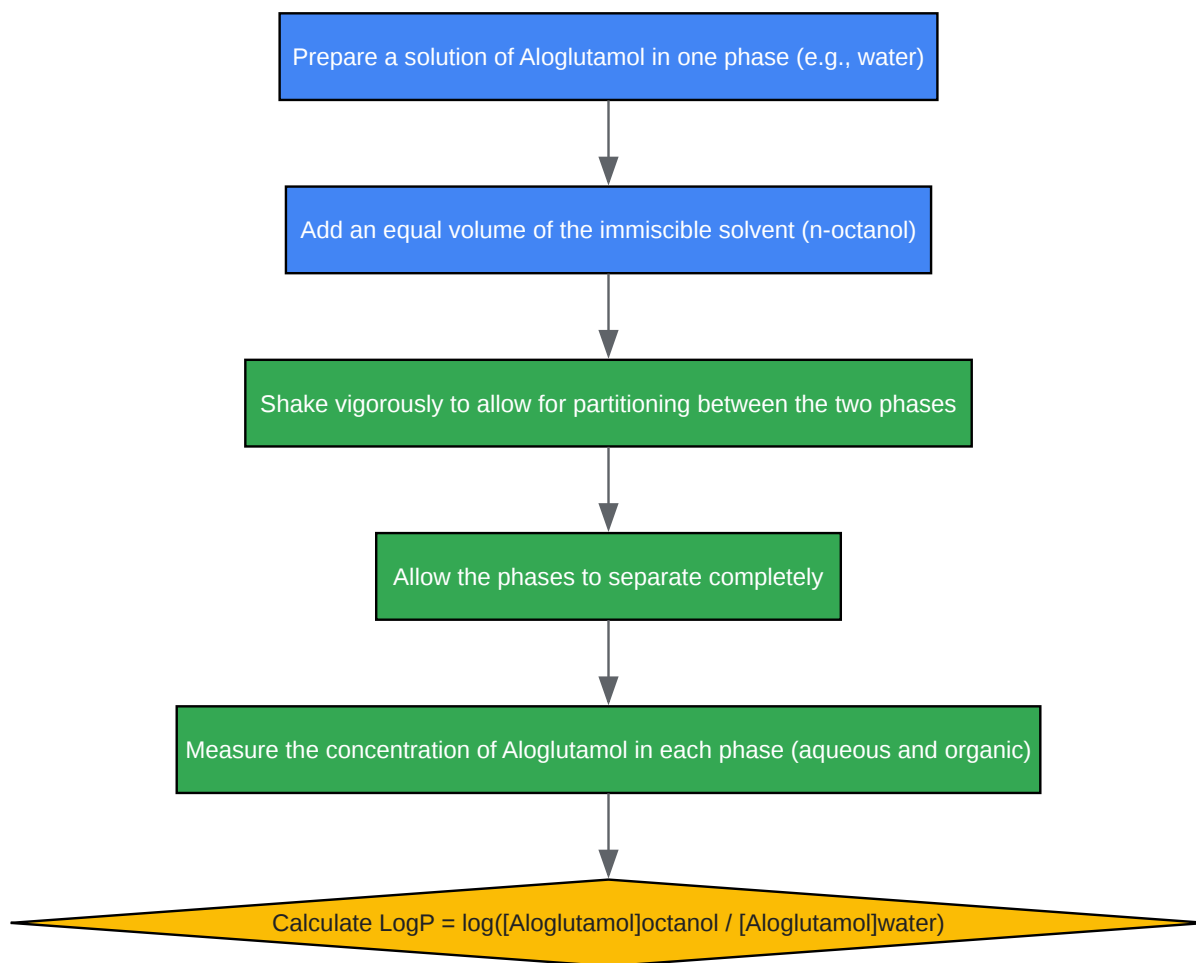 Prepare a solution of Aloglutamol in one phase (e.g., water)
Add an equal volume of the immiscible solvent (n-octanol)
Shake vigorously to allow for partitioning between the two phases
Allow the phases to separate completely
Measure the concentration of Aloglutamol in each phase (aqueous and organic)
Calculate LogP = log([Aloglutamol]octanol / [Aloglutamol]water)